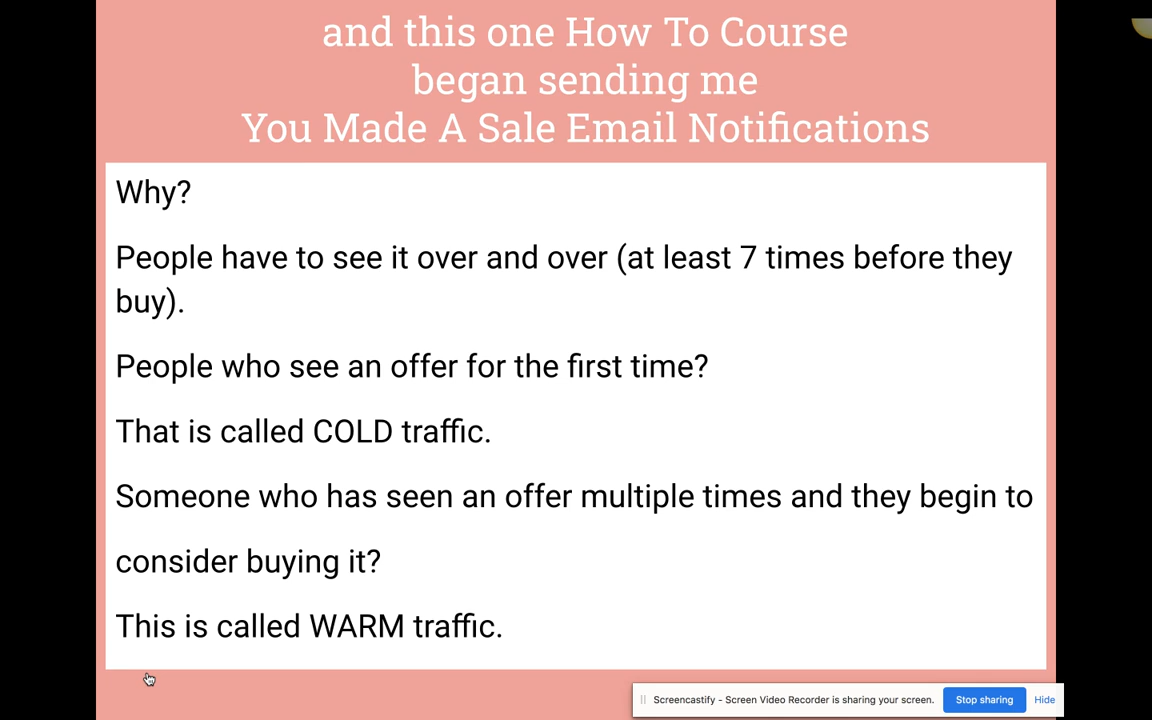 and this one How To Course
began sending me
You Made A Sale Email Notifications
Why?
People have to see it over and over (at least 7 times before they
buy).
People who see an offer for the first time?
That is called COLD traffic.
Someone who has seen an offer multiple times and they begin to
consider buying it?
This is called WARM traffic.
Screencastify - Screen Video Recorder is sharing your screen.
Stop sharing
Hide